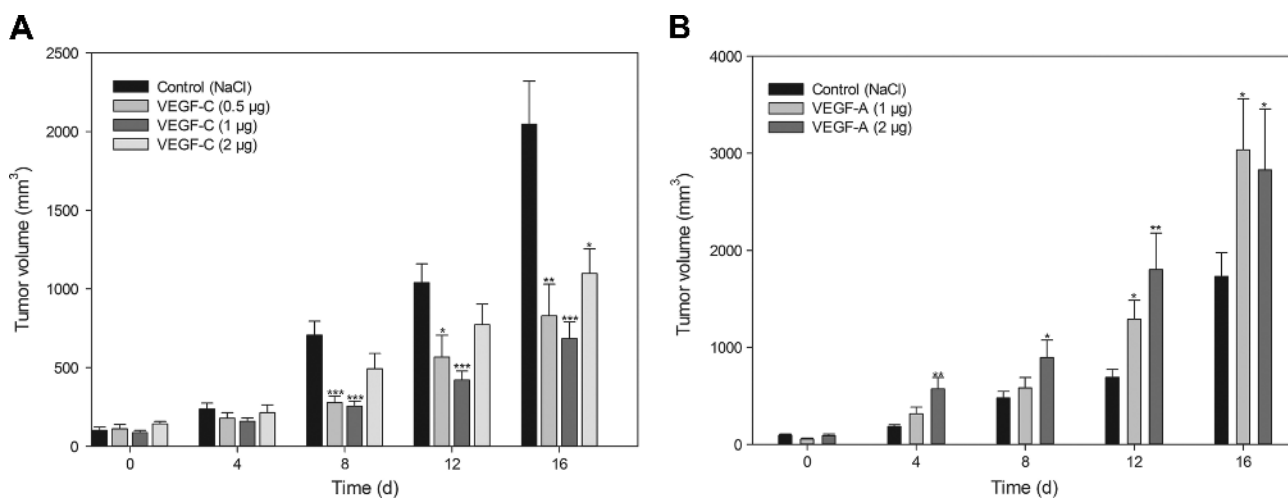 A
2500
2000
1500
1000
500
0
Tumor volume (mm³)
Control (NaCl)
VEGF-C (0.5 µg)
VEGF-C (1 µg)
VEGF-C (2 µg)
***
***
*
***
**
***
*
0 4 8 12 16
Time (d)
B
4000
3000
2000
1000
0
Tumor volume (mm³)
Control (NaCl)
VEGF-A (1 µg)
VEGF-A (2 µg)
**
*
*
**
*
*
0 4 8 12 16
Time (d)